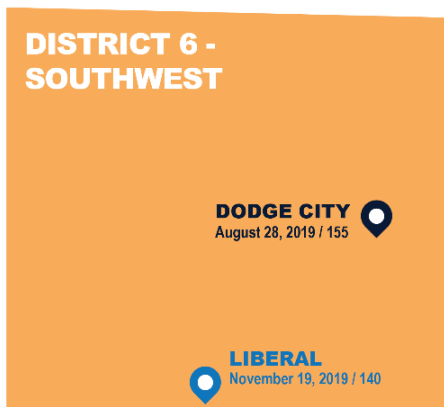 DISTRICT 6 -
SOUTHWEST
DODGE CITY
August 28, 2019 / 155
LIBERAL
November 19, 2019 / 140